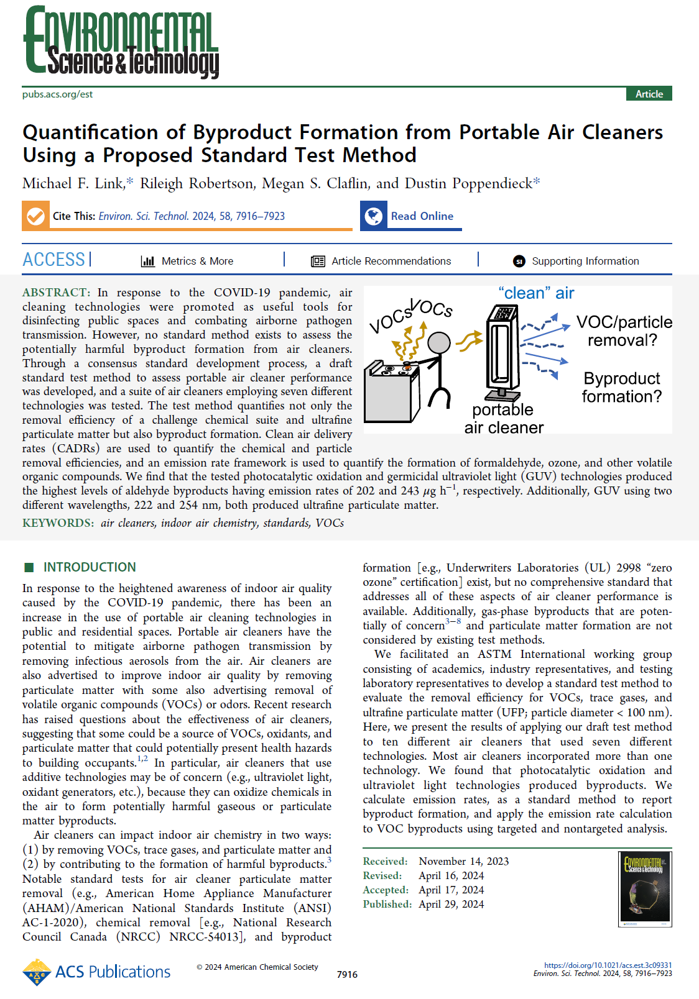 ENVIRONMENTAL
Science & Technology
pubs.acs.org/est
Article
Quantification of Byproduct Formation from Portable Air Cleaners
Using a Proposed Standard Test Method
Michael F. Link,* Rileigh Robertson, Megan S. Claflin, and Dustin Poppendieck*
Cite This: Environ. Sci. Technol. 2024, 58, 7916–7923
Read Online
ACCESS
Metrics & More
Article Recommendations
SI Supporting Information
ABSTRACT: In response to the COVID-19 pandemic, air
cleaning technologies were promoted as useful tools for
disinfecting public spaces and combating airborne pathogen
transmission. However, no standard method exists to assess the
potentially harmful byproduct formation from air cleaners.
Through a consensus standard development process, a draft
standard test method to assess portable air cleaner performance
was developed, and a suite of air cleaners employing seven different
technologies was tested. The test method quantifies not only the
removal efficiency of a challenge chemical suite and ultrafine
particulate matter but also byproduct formation. Clean air delivery
rates (CADRs) are used to quantify the chemical and particle
removal efficiencies, and an emission rate framework is used to quantify the formation of formaldehyde, ozone, and other volatile
organic compounds. We find that the tested photocatalytic oxidation and germicidal ultraviolet light (GUV) technologies produced
the highest levels of aldehyde byproducts having emission rates of 202 and 243 μg h⁻¹, respectively. Additionally, GUV using two
different wavelengths, 222 and 254 nm, both produced ultrafine particulate matter.
VOCs
VOCs
"clean" air
VOC/particle
removal?
Byproduct
formation?
portable
air cleaner
KEYWORDS: air cleaners, indoor air chemistry, standards, VOCs
■ INTRODUCTION
In response to the heightened awareness of indoor air quality
caused by the COVID-19 pandemic, there has been an
increase in the use of portable air cleaning technologies in
public and residential spaces. Portable air cleaners have the
potential to mitigate airborne pathogen transmission by
removing infectious aerosols from the air. Air cleaners are
also advertised to improve indoor air quality by removing
particulate matter with some also advertising removal of
volatile organic compounds (VOCs) or odors. Recent research
has raised questions about the effectiveness of air cleaners,
suggesting that some could be a source of VOCs, oxidants, and
particulate matter that could potentially present health hazards
to building occupants.1,2 In particular, air cleaners that use
additive technologies may be of concern (e.g., ultraviolet light,
oxidant generators, etc.), because they can oxidize chemicals in
the air to form potentially harmful gaseous or particulate
matter byproducts.
Air cleaners can impact indoor air chemistry in two ways:
(1) by removing VOCs, trace gases, and particulate matter and
(2) by contributing to the formation of harmful byproducts.3
Notable standard tests for air cleaner particulate matter
removal (e.g., American Home Appliance Manufacturer
(AHAM)/American National Standards Institute (ANSI)
AC-1-2020), chemical removal [e.g., National Research
Council Canada (NRCC) NRCC-54013], and byproduct
formation [e.g., Underwriters Laboratories (UL) 2998 "zero
ozone" certification] exist, but no comprehensive standard that
addresses all of these aspects of air cleaner performance is
available. Additionally, gas-phase byproducts that are poten-
tially of concern3−8 and particulate matter formation are not
considered by existing test methods.
We facilitated an ASTM International working group
consisting of academics, industry representatives, and testing
laboratory representatives to develop a standard test method to
evaluate the removal efficiency for VOCs, trace gases, and
ultrafine particulate matter (UFP; particle diameter < 100 nm).
Here, we present the results of applying our draft test method
to ten different air cleaners that used seven different
technologies. Most air cleaners incorporated more than one
technology. We found that photocatalytic oxidation and
ultraviolet light technologies produced byproducts. We
calculate emission rates, as a standard method to report
byproduct formation, and apply the emission rate calculation
to VOC byproducts using targeted and nontargeted analysis.
Received: November 14, 2023
Revised: April 16, 2024
Accepted: April 17, 2024
Published: April 29, 2024
ENVIRONMENTAL
Science & Technology
ACS Publications
© 2024 American Chemical Society
7916
https://doi.org/10.1021/acs.est.3c09331
Environ. Sci. Technol. 2024, 58, 7916–7923